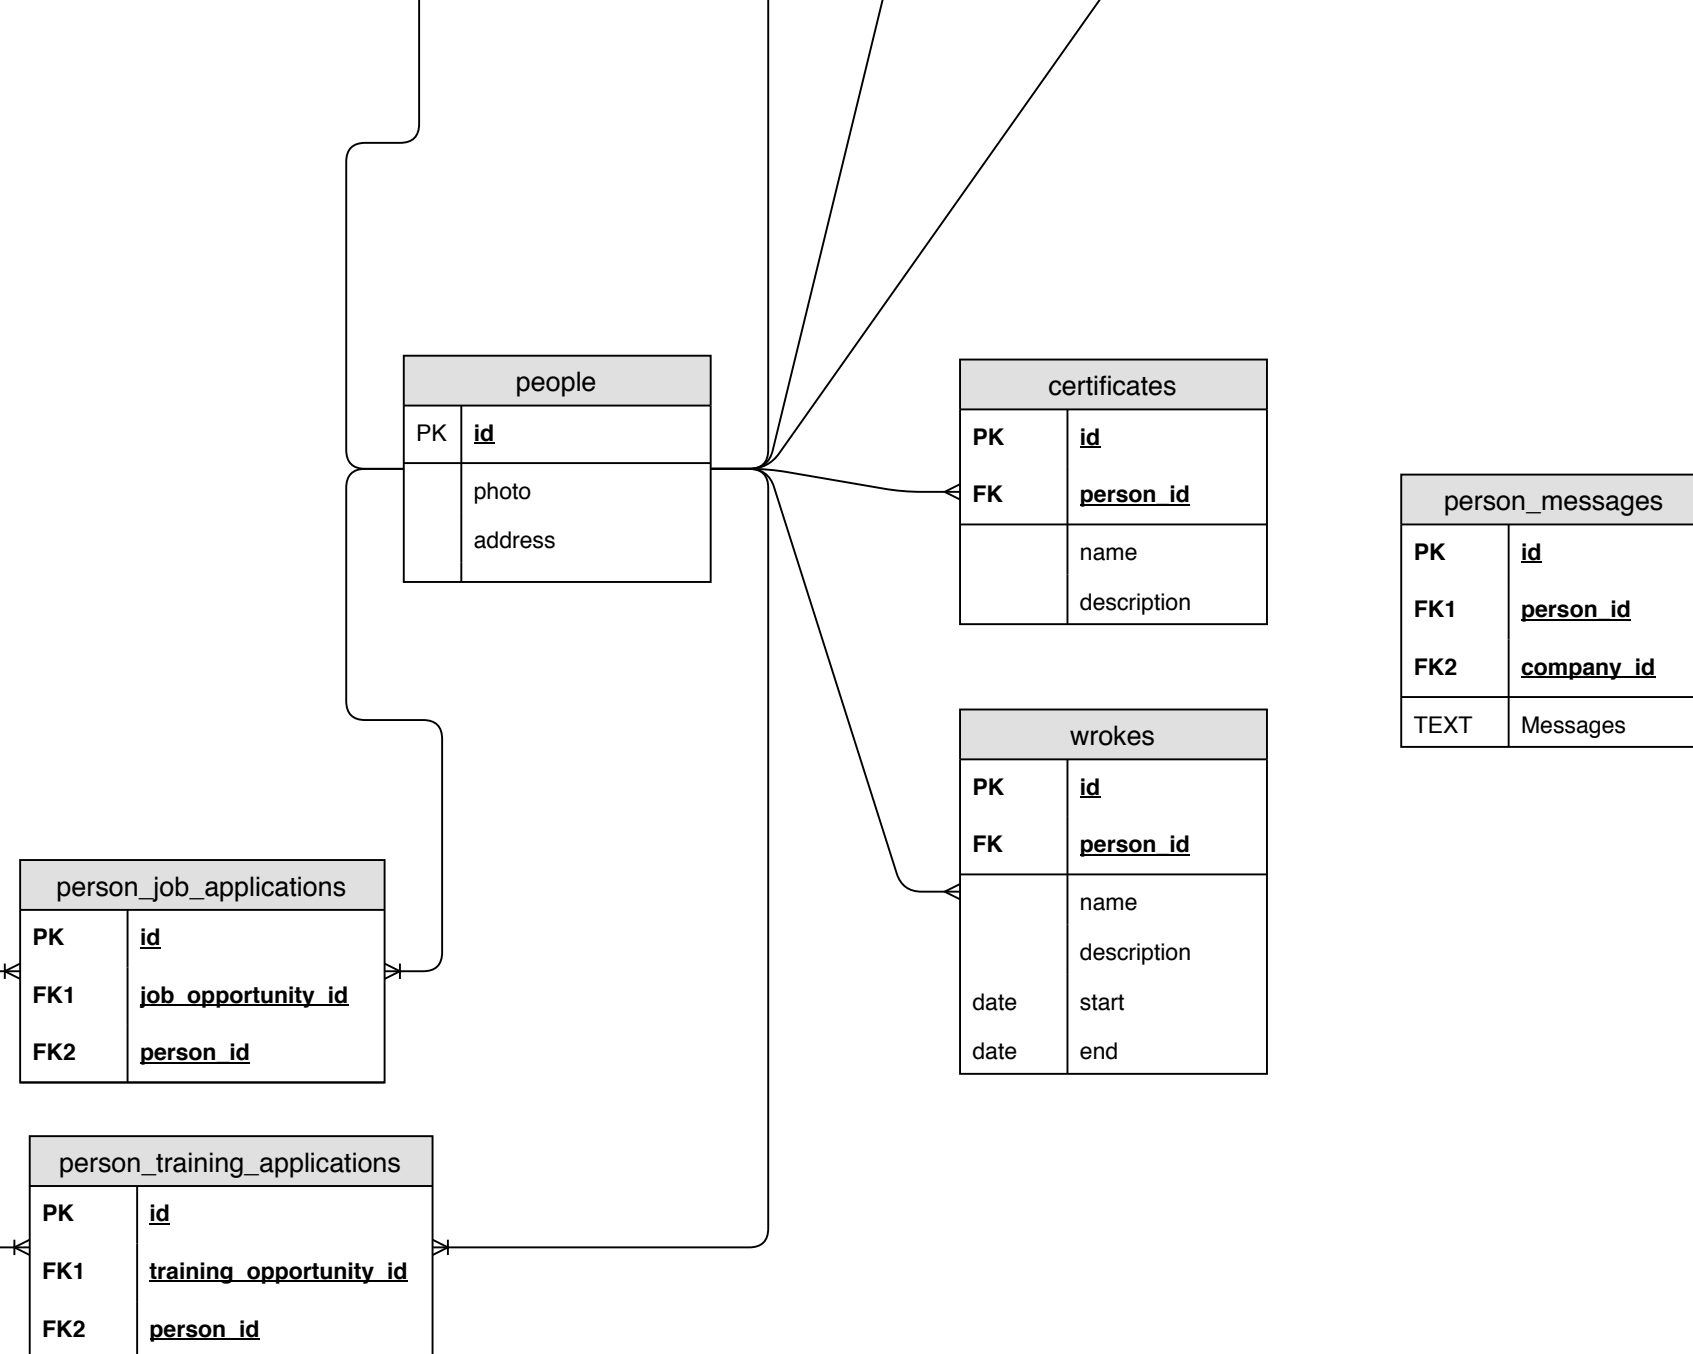 people
PK id
photo
address
certificates
PK id
FK person_id
name
description
person_messages
PK id
FK1 person_id
FK2 company_id
TEXT Messages
wrokes
PK id
FK person_id
name
description
date start
date end
person_job_applications
PK id
FK1 job_opportunity_id
FK2 person_id
person_training_applications
PK id
FK1 training_opportunity_id
FK2 person_id